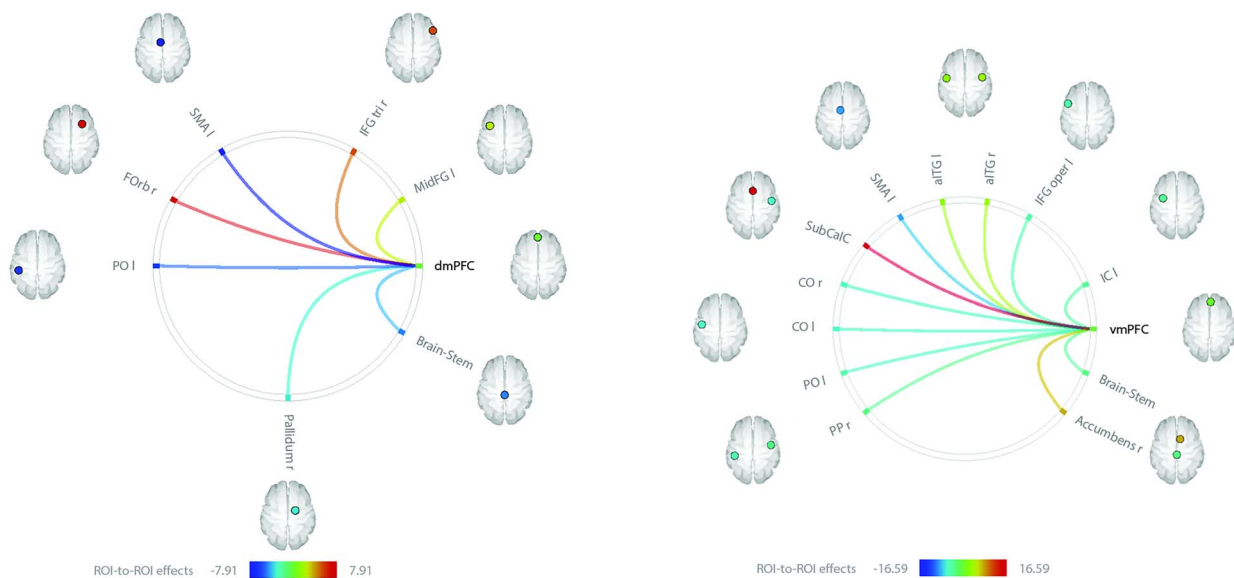 SMA l
IFG tri r
FOrb r
MidFG l
PO l
dmPFC
Brain-Stem
Pallidum r
ROI-to-ROI effects -7.91 7.91
SMA l
aITG l
aITG r
IFG oper l
SubCalC
CO r
IC l
CO l
vmPFC
PO l
Brain-Stem
PP r
Accumbens r
ROI-to-ROI effects -16.59 16.59